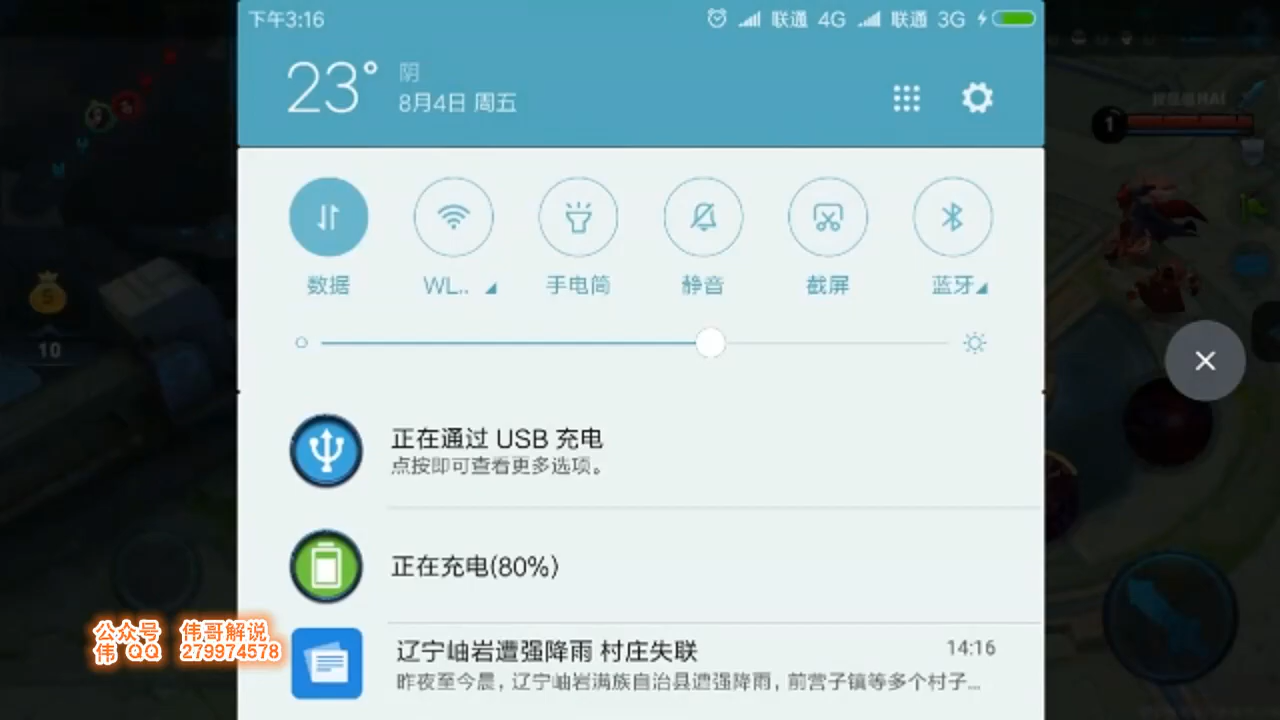 下午3:16
联通 4G 联通 3G
23°
阴
8月4日 周五
1
数据
WL..
手电筒
静音
截屏
蓝牙
10
正在通过 USB 充电
点按即可查看更多选项。
正在充电(80%)
公众号 伟哥解说
伟 QQ 279974578
辽宁岫岩遭强降雨 村庄失联
14:16
昨夜至今晨，辽宁岫岩满族自治县遭强降雨，前营子镇等多个村子...